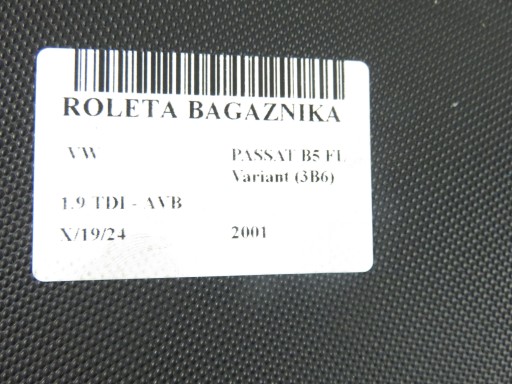 ROLETA BAGAZNIKA
VW PASSAT B5 FL
Variant (3B6)
1.9 TDI - AVB
X/19/24 2001